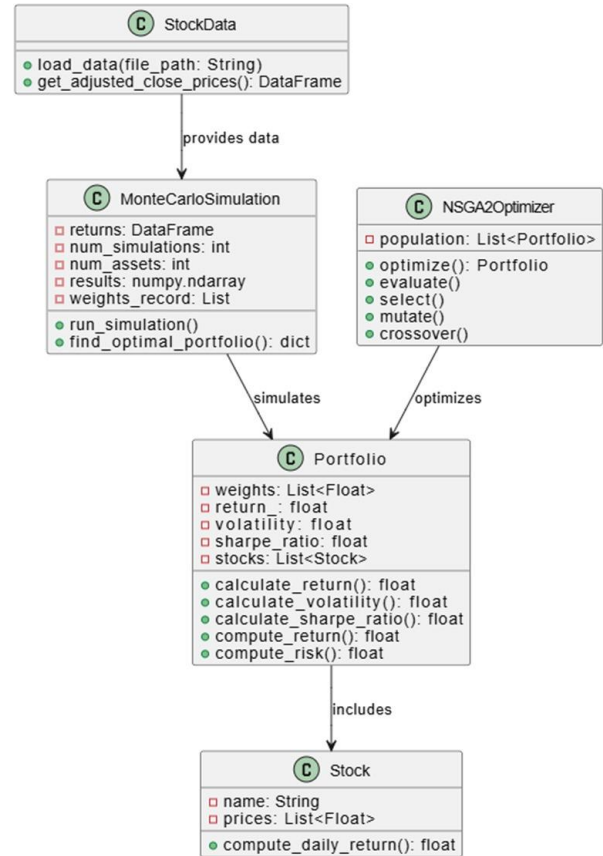 C StockData
load_data(file_path: String)
get_adjusted_close_prices(): DataFrame
provides data
C MonteCarloSimulation
returns: DataFrame
num_simulations: int
num_assets: int
results: numpy.ndarray
weights_record: List
run_simulation()
find_optimal_portfolio(): dict
C NSGA2Optimizer
population: List<Portfolio>
optimize(): Portfolio
evaluate()
select()
mutate()
crossover()
simulates
optimizes
C Portfolio
weights: List<Float>
return_: float
volatility: float
sharpe_ratio: float
stocks: List<Stock>
calculate_return(): float
calculate_volatility(): float
calculate_sharpe_ratio(): float
compute_return(): float
compute_risk(): float
includes
C Stock
name: String
prices: List<Float>
compute_daily_return(): float